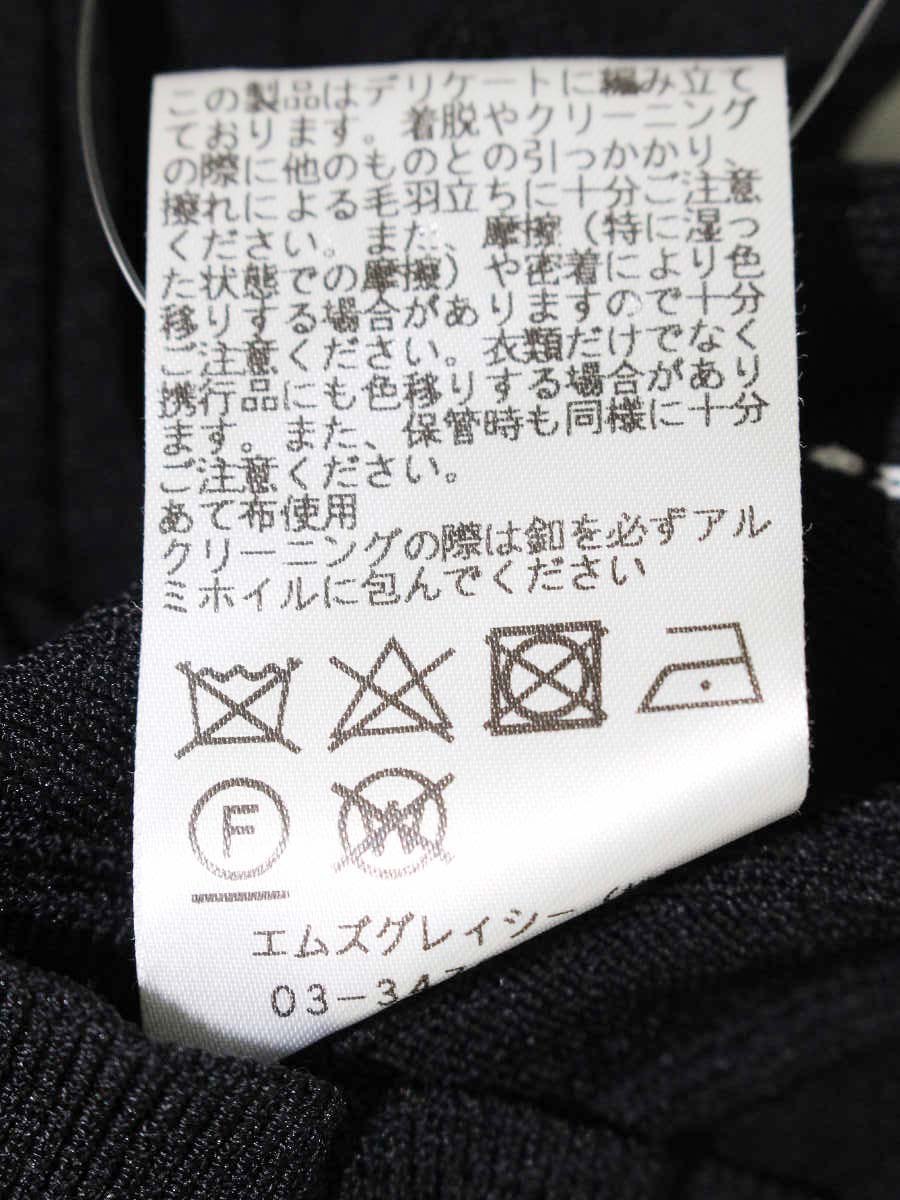 この製品はデリケートに編み立て
ております。着脱やクリーニング
の際に他のものとの引っかかり、
擦れによる毛羽立ちに十分ご注意
ください。また、摩擦（特に湿っ
た状態での摩擦）や密着により色
移りする場合がありますので十分
ご注意ください。衣類だけでなく
携行品にも色移りする場合があり
ます。また、保管時も同様に十分
ご注意ください。
あて布使用
クリーニングの際は釦を必ずアル
ミホイルに包んでください
F W
エムズグレイシー
03-34